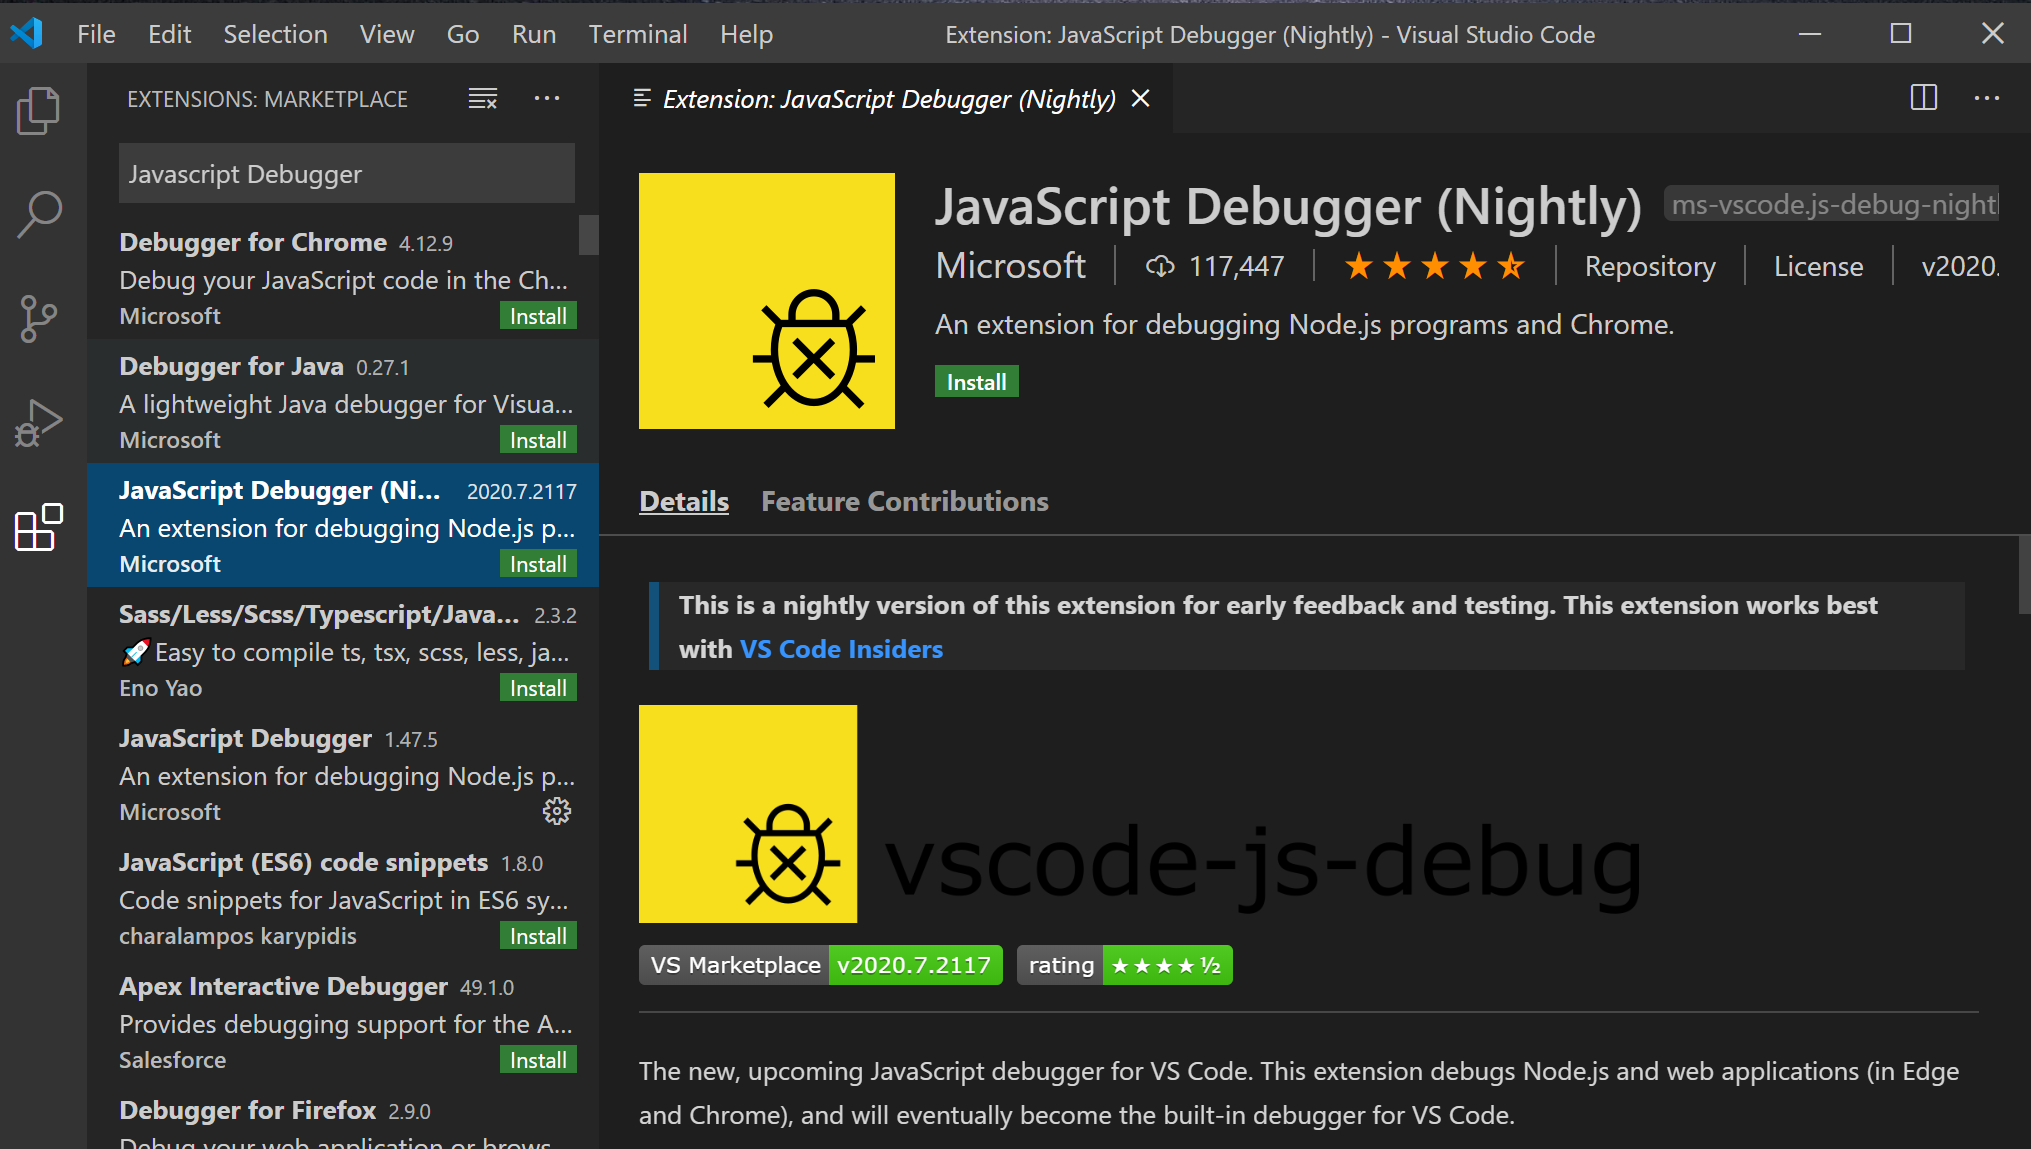 File Edit Selection View Go Run Terminal Help
Extension: JavaScript Debugger (Nightly) - Visual Studio Code
EXTENSIONS: MARKETPLACE
Javascript Debugger
Debugger for Chrome 4.12.9
Debug your JavaScript code in the Ch...
Microsoft Install
Debugger for Java 0.27.1
A lightweight Java debugger for Visua...
Microsoft Install
JavaScript Debugger (Ni... 2020.7.2117
An extension for debugging Node.js p...
Microsoft Install
Sass/Less/Scss/Typescript/Java... 2.3.2
🚀Easy to compile ts, tsx, scss, less, ja...
Eno Yao Install
JavaScript Debugger 1.47.5
An extension for debugging Node.js p...
Microsoft
JavaScript (ES6) code snippets 1.8.0
Code snippets for JavaScript in ES6 sy...
charalampos karypidis Install
Apex Interactive Debugger 49.1.0
Provides debugging support for the A...
Salesforce Install
Debugger for Firefox 2.9.0
Debug your web application or brows
Extension: JavaScript Debugger (Nightly)
JavaScript Debugger (Nightly) ms-vscode.js-debug-nightl
Microsoft 117,447 Repository License v2020.
An extension for debugging Node.js programs and Chrome.
Install
Details Feature Contributions
This is a nightly version of this extension for early feedback and testing. This extension works best
with VS Code Insiders
vscode-js-debug
VS Marketplace v2020.7.2117 rating ★★★★½
The new, upcoming JavaScript debugger for VS Code. This extension debugs Node.js and web applications (in Edge
and Chrome), and will eventually become the built-in debugger for VS Code.